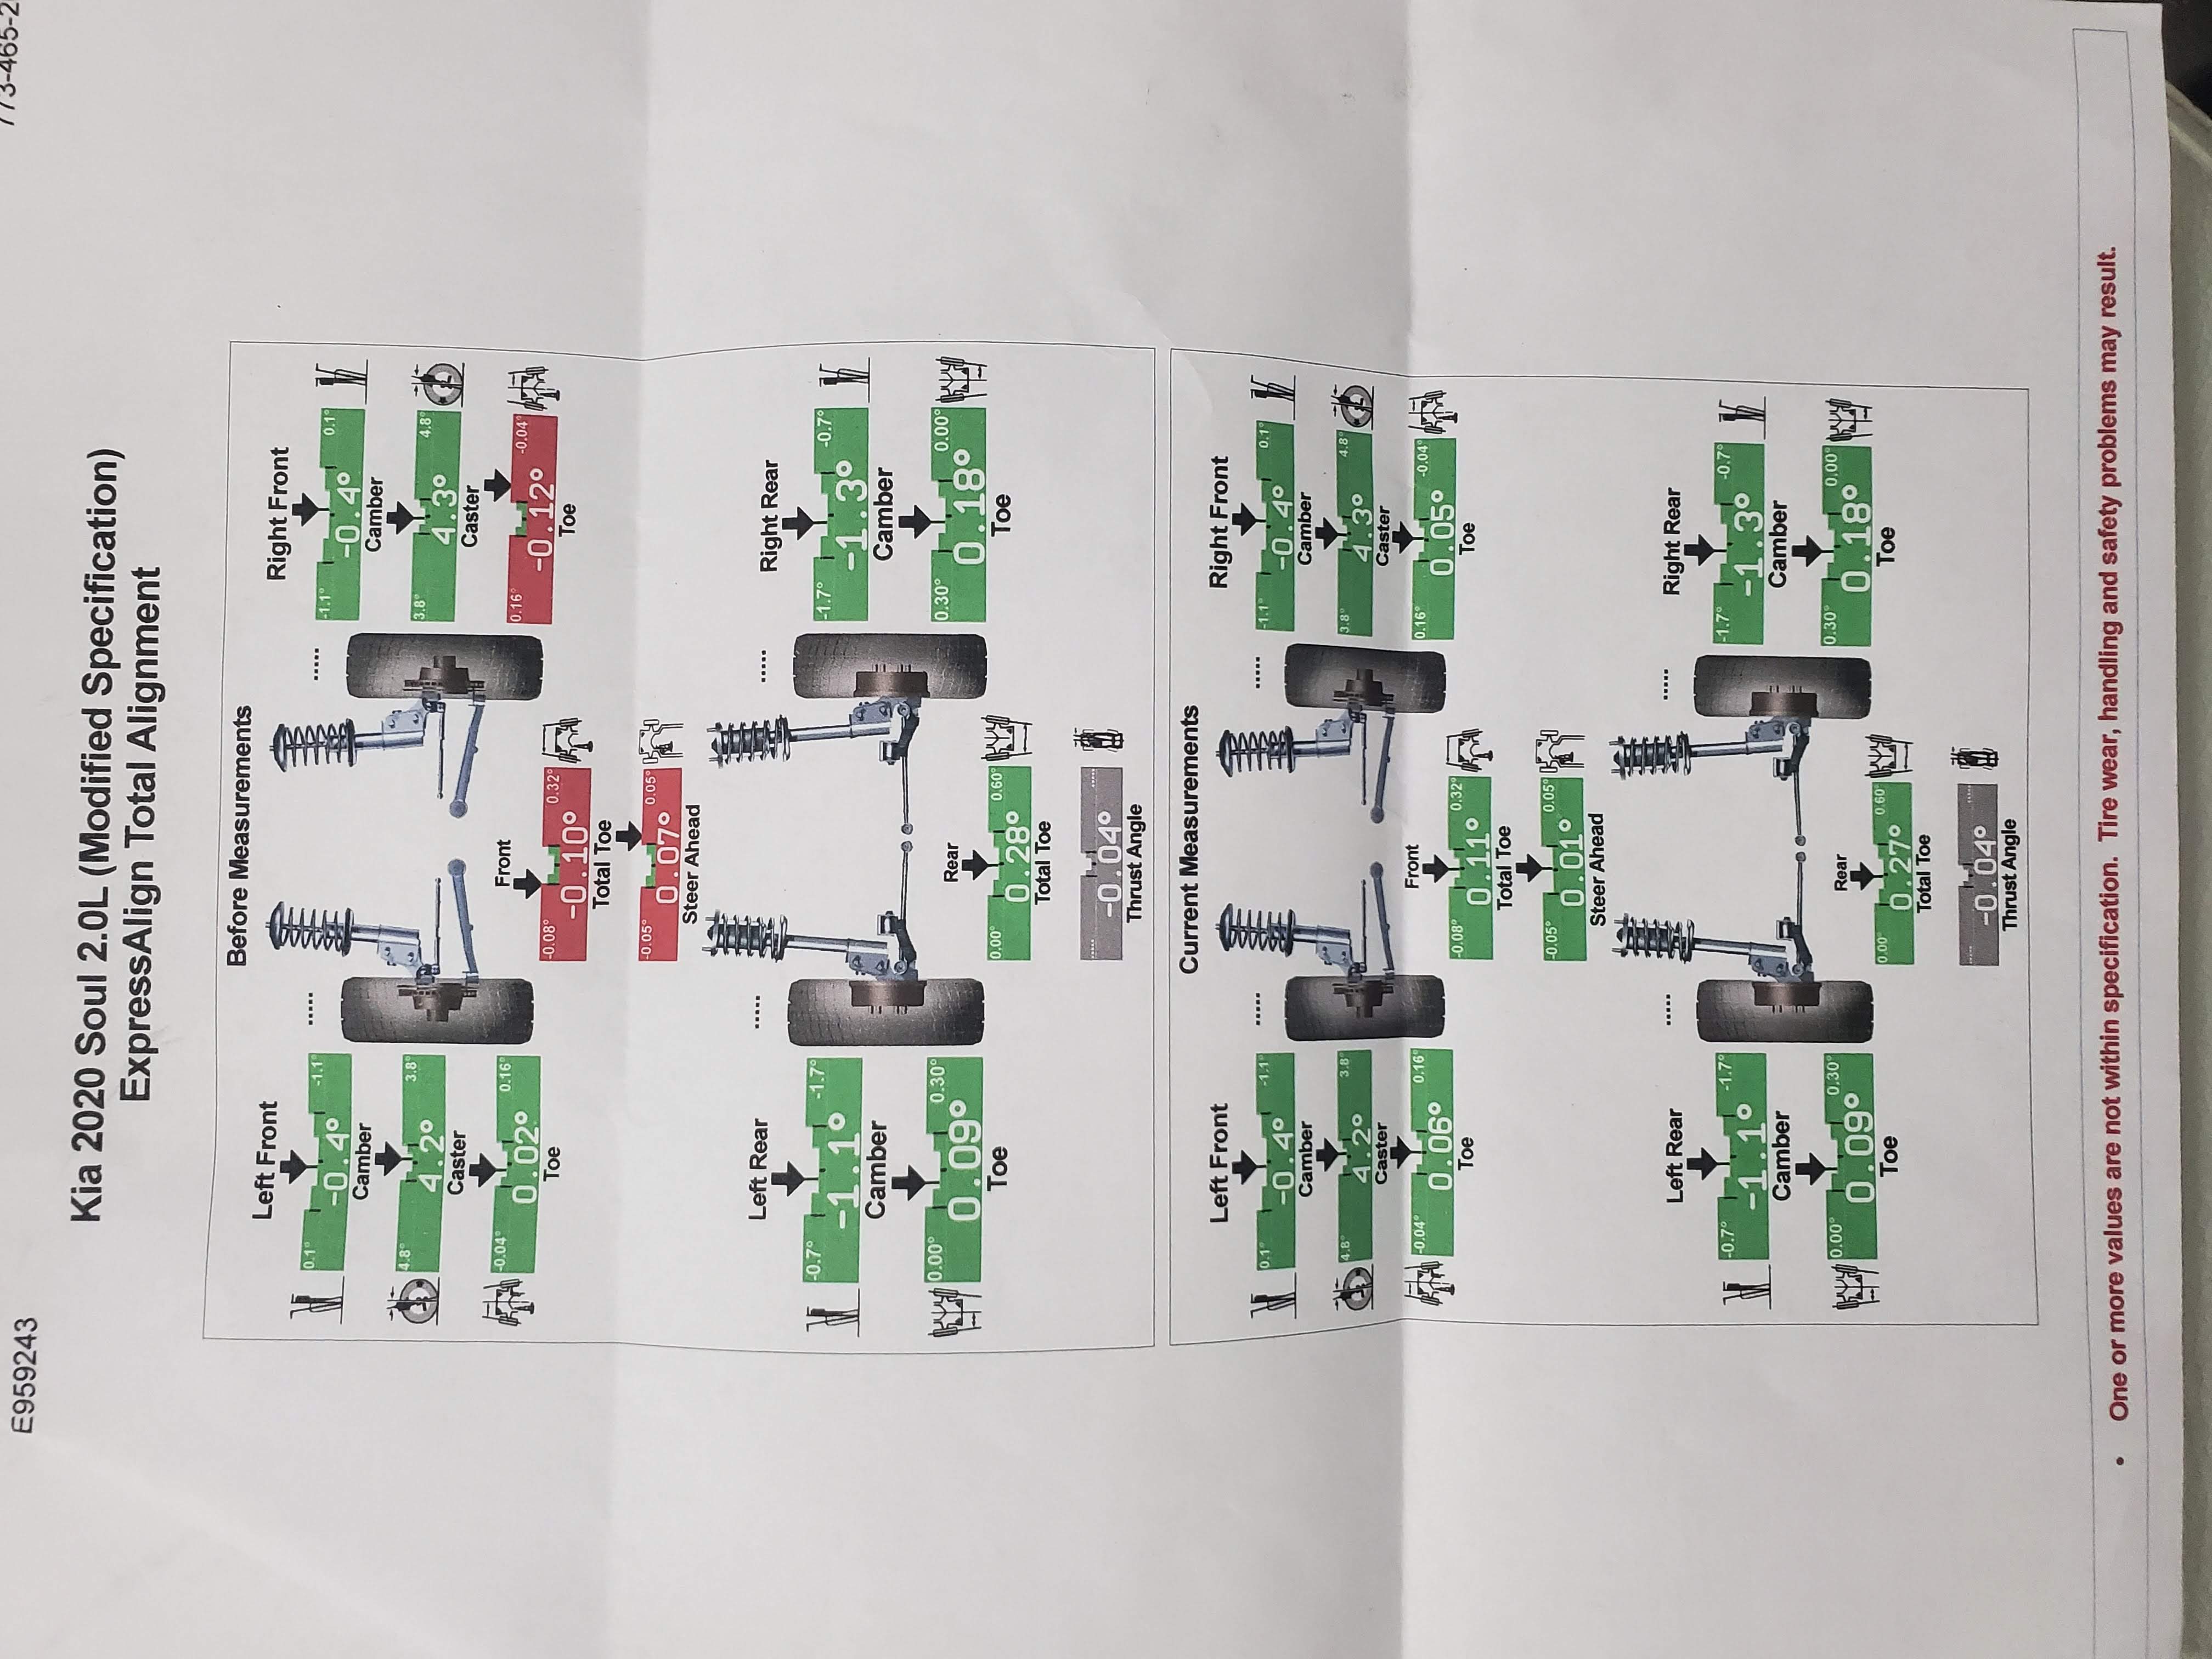 E959243
773-465-2
Kia 2020 Soul 2.0L (Modified Specification)
ExpressAlign Total Alignment
Before Measurements
Left Front
Right Front
0.1° -1.1°
-0.4°
Camber
-1.1° 0.1°
-0.4°
Camber
4.8° 3.8°
4.2°
Caster
3.8° 4.8°
4.3°
Caster
-0.04° 0.16°
0.02°
Toe
0.16° -0.04°
-0.12°
Toe
Front
-0.08° 0.32°
-0.10°
Total Toe
-0.05° 0.05°
0.07°
Steer Ahead
Left Rear
Right Rear
-0.7° -1.7°
-1.1°
Camber
-1.7° -0.7°
-1.3°
Camber
0.00° 0.30°
0.09°
Toe
0.30° 0.00°
0.18°
Toe
Rear
0.00° 0.60°
0.28°
Total Toe
-0.04°
Thrust Angle
Current Measurements
Left Front
Right Front
0.1° -1.1°
-0.4°
Camber
-1.1° 0.1°
-0.4°
Camber
4.8° 3.8°
4.2°
Caster
3.8° 4.8°
4.3°
Caster
-0.04° 0.16°
0.06°
Toe
0.16° -0.04°
0.05°
Toe
Front
-0.08° 0.32°
0.11°
Total Toe
-0.05° 0.05°
0.01°
Steer Ahead
Left Rear
Right Rear
-0.7° -1.7°
-1.1°
Camber
-1.7° -0.7°
-1.3°
Camber
0.00° 0.30°
0.09°
Toe
0.30° 0.00°
0.18°
Toe
Rear
0.00° 0.60°
0.27°
Total Toe
-0.04°
Thrust Angle
• One or more values are not within specification. Tire wear, handling and safety problems may result.